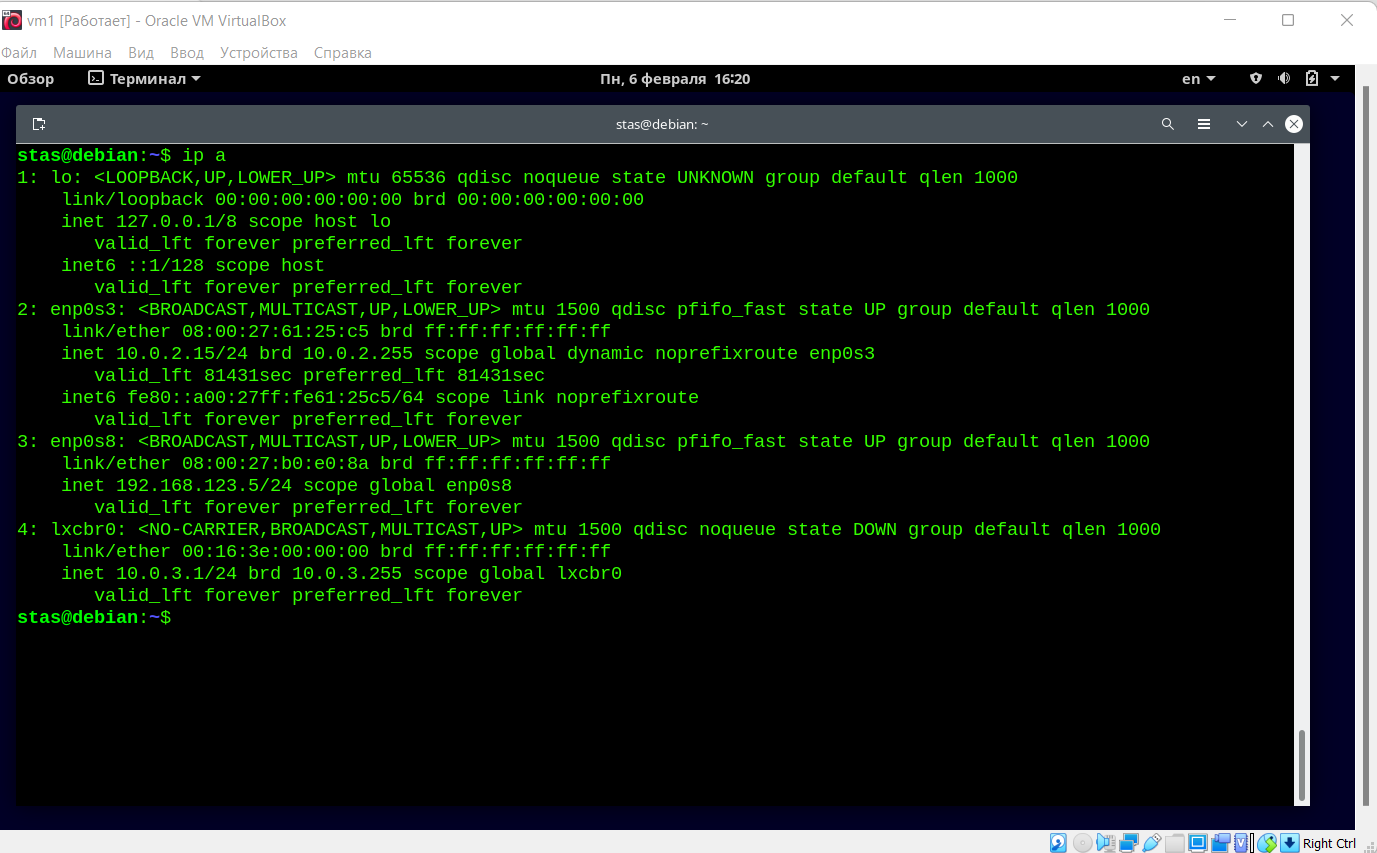 vm1 [Работает] - Oracle VM VirtualBox
Файл Машина Вид Ввод Устройства Справка
Обзор Терминал Пн, 6 февраля 16:20 en
stas@debian: ~
stas@debian:~$ ip a
1: lo: <LOOPBACK,UP,LOWER_UP> mtu 65536 qdisc noqueue state UNKNOWN group default qlen 1000
    link/loopback 00:00:00:00:00:00 brd 00:00:00:00:00:00
    inet 127.0.0.1/8 scope host lo
       valid_lft forever preferred_lft forever
    inet6 ::1/128 scope host
       valid_lft forever preferred_lft forever
2: enp0s3: <BROADCAST,MULTICAST,UP,LOWER_UP> mtu 1500 qdisc pfifo_fast state UP group default qlen 1000
    link/ether 08:00:27:61:25:c5 brd ff:ff:ff:ff:ff:ff
    inet 10.0.2.15/24 brd 10.0.2.255 scope global dynamic noprefixroute enp0s3
       valid_lft 81431sec preferred_lft 81431sec
    inet6 fe80::a00:27ff:fe61:25c5/64 scope link noprefixroute
       valid_lft forever preferred_lft forever
3: enp0s8: <BROADCAST,MULTICAST,UP,LOWER_UP> mtu 1500 qdisc pfifo_fast state UP group default qlen 1000
    link/ether 08:00:27:b0:e0:8a brd ff:ff:ff:ff:ff:ff
    inet 192.168.123.5/24 scope global enp0s8
       valid_lft forever preferred_lft forever
4: lxcbr0: <NO-CARRIER,BROADCAST,MULTICAST,UP> mtu 1500 qdisc noqueue state DOWN group default qlen 1000
    link/ether 00:16:3e:00:00:00 brd ff:ff:ff:ff:ff:ff
    inet 10.0.3.1/24 brd 10.0.3.255 scope global lxcbr0
       valid_lft forever preferred_lft forever
stas@debian:~$
Right Ctrl